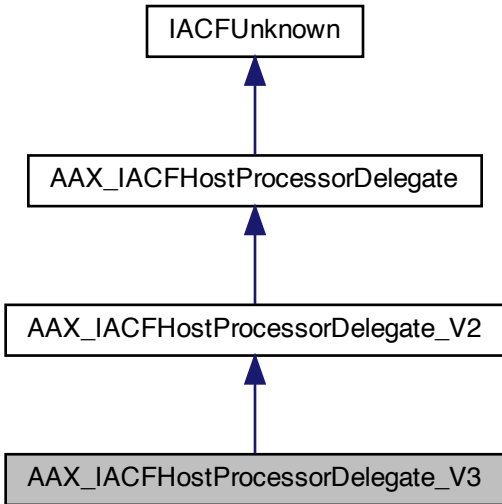 IACFUnknown
AAX_IACFHostProcessorDelegate
AAX_IACFHostProcessorDelegate_V2
AAX_IACFHostProcessorDelegate_V3